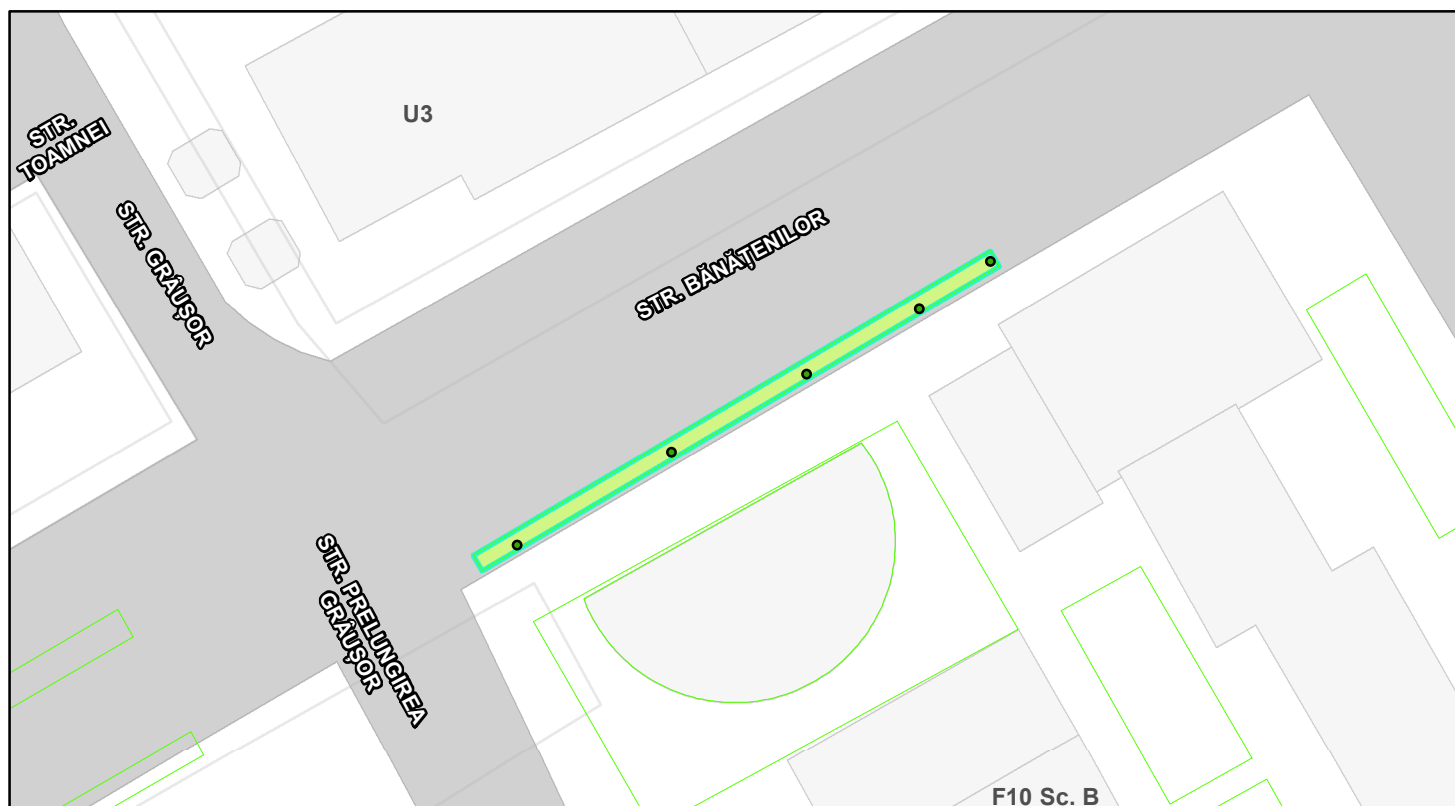 U3
STR.
TOAMNEI
STR. GRÂUȘOR
STR. BĂNĂȚENILOR
STR. PRELUNGIREA
GRÂUȘOR
F10 Sc. B